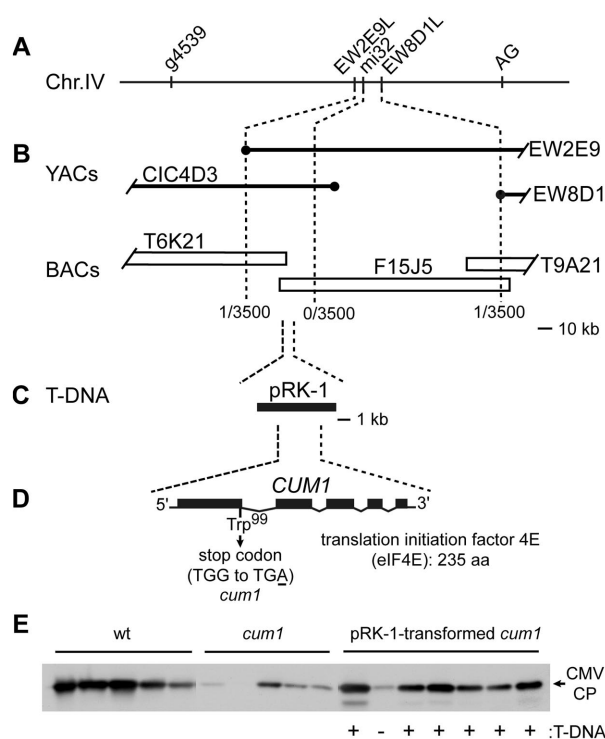 A
g4539
EW2E9L
mi32
EW8D1L
AG
Chr.IV
B
YACs
EW2E9
CIC4D3
EW8D1
BACs
T6K21
F15J5
T9A21
1/3500 0/3500 1/3500
10 kb
C T-DNA
pRK-1
1 kb
D
CUM1
5' 3'
Trp99
stop codon
(TGG to TGA)
cum1
translation initiation factor 4E
(eIF4E): 235 aa
E
wt cum1 pRK-1-transformed cum1
CMV
CP
+ - + + + + + :T-DNA